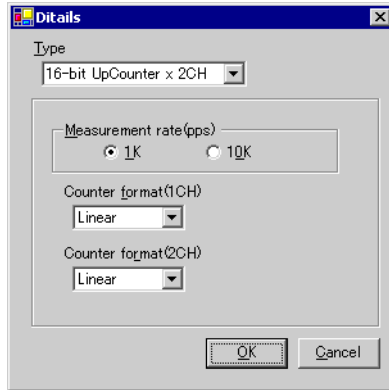 Ditails
Type
16-bit UpCounter x 2CH
Measurement rate(pps)
1K 10K
Counter format(1CH)
Linear
Counter format(2CH)
Linear
OK Cancel